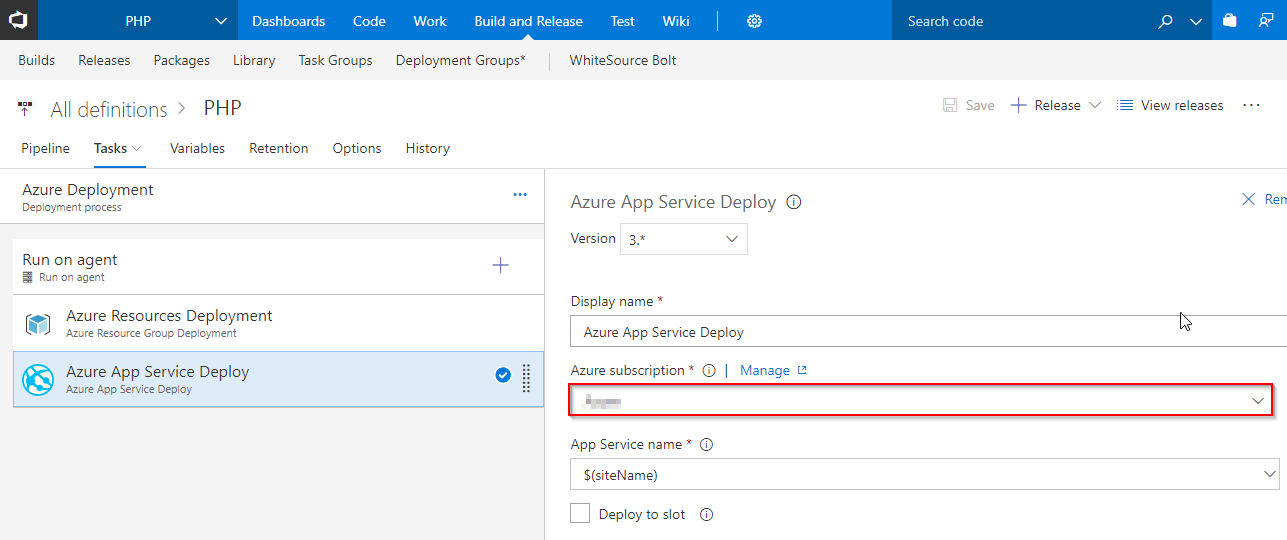 PHP Dashboards Code Work Build and Release Test Wiki Search code
Builds Releases Packages Library Task Groups Deployment Groups* WhiteSource Bolt
All definitions > PHP Save Release View releases ...
Pipeline Tasks Variables Retention Options History
Azure Deployment ...
Deployment process
Run on agent
Run on agent
Azure Resources Deployment
Azure Resource Group Deployment
Azure App Service Deploy
Azure App Service Deploy
Azure App Service Deploy
Version 3.*
Display name *
Azure App Service Deploy
Azure subscription * | Manage
App Service name *
$(siteName)
Deploy to slot